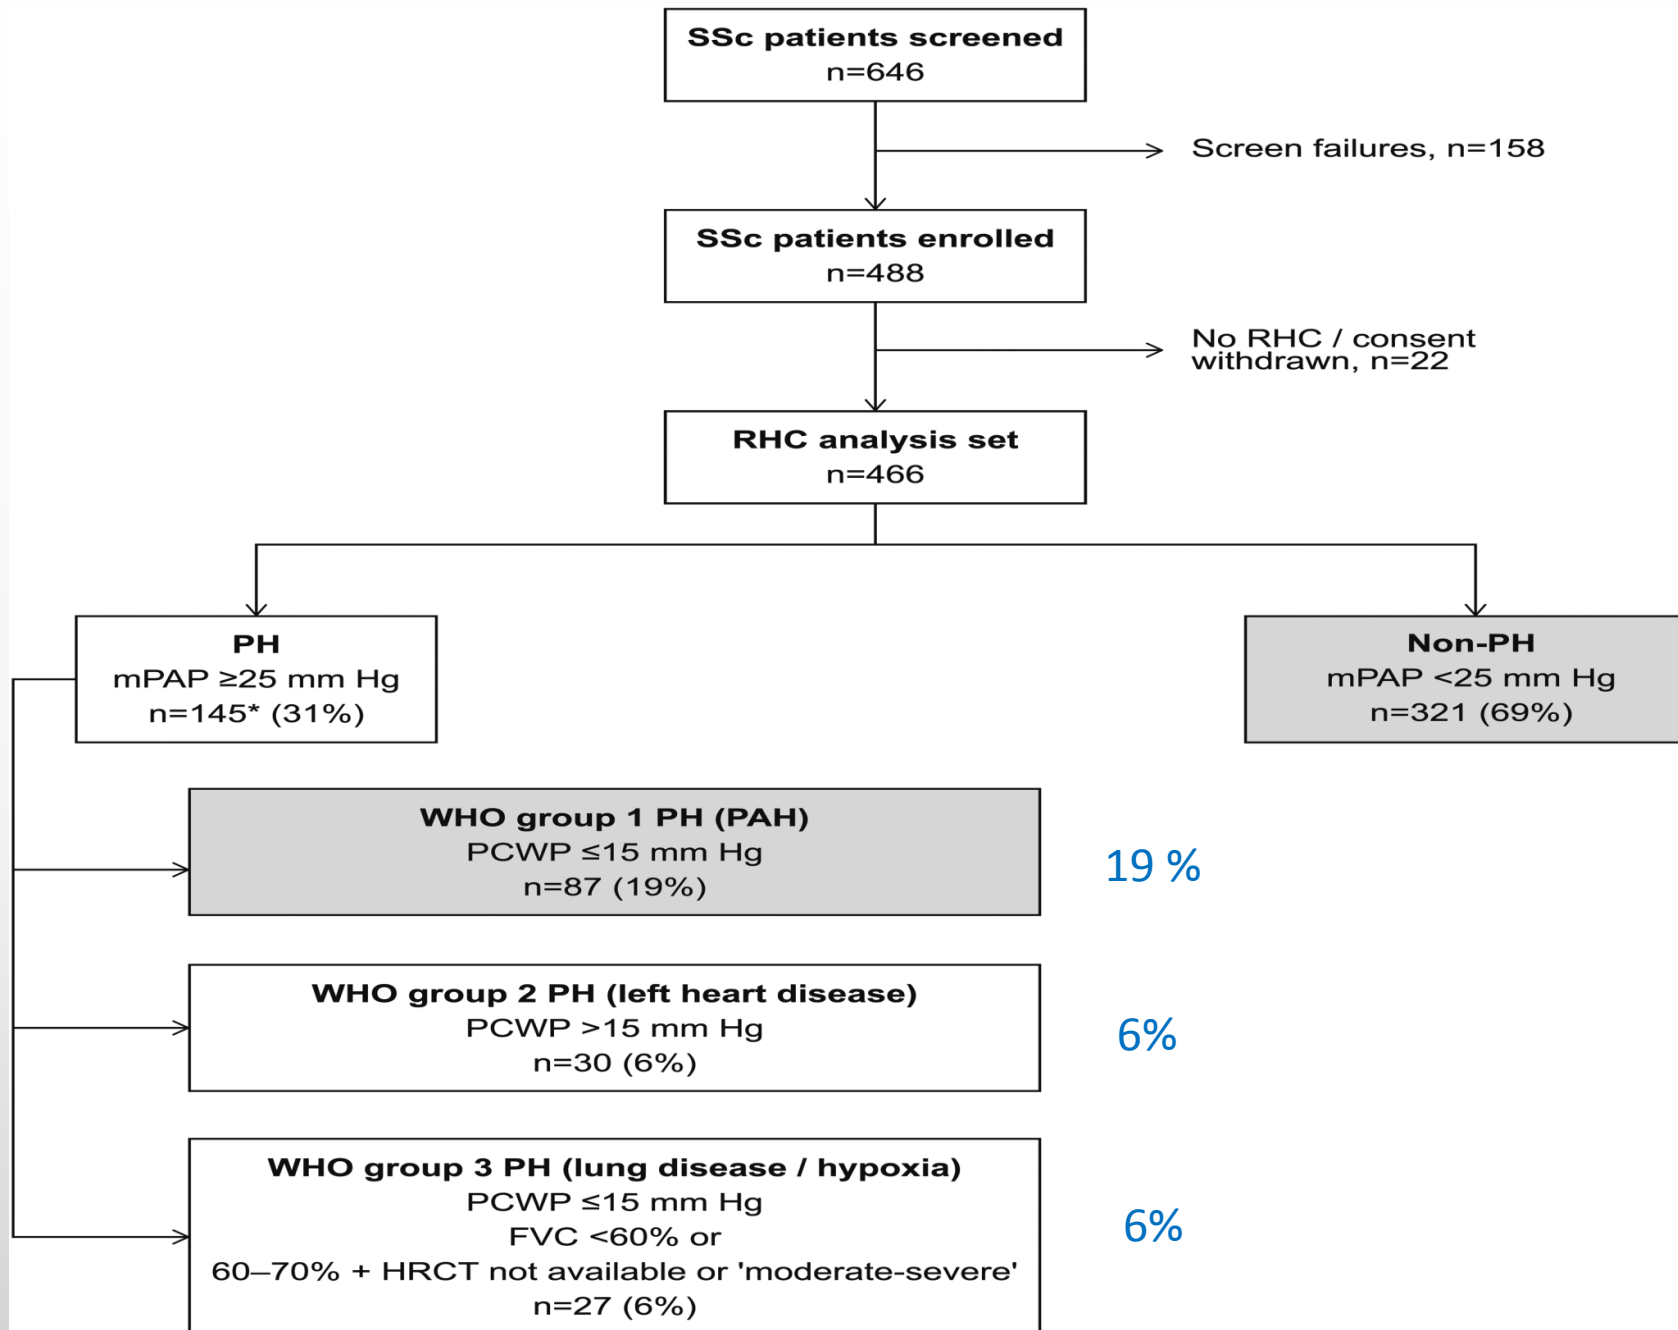 SSc patients screened
n=646
Screen failures, n=158
SSc patients enrolled
n=488
No RHC / consent
withdrawn, n=22
RHC analysis set
n=466
PH
mPAP ≥25 mm Hg
n=145* (31%)
Non-PH
mPAP <25 mm Hg
n=321 (69%)
WHO group 1 PH (PAH)
PCWP ≤15 mm Hg
n=87 (19%)
19 %
WHO group 2 PH (left heart disease)
PCWP >15 mm Hg
n=30 (6%)
6%
WHO group 3 PH (lung disease / hypoxia)
PCWP ≤15 mm Hg
FVC <60% or
60–70% + HRCT not available or 'moderate-severe'
n=27 (6%)
6%